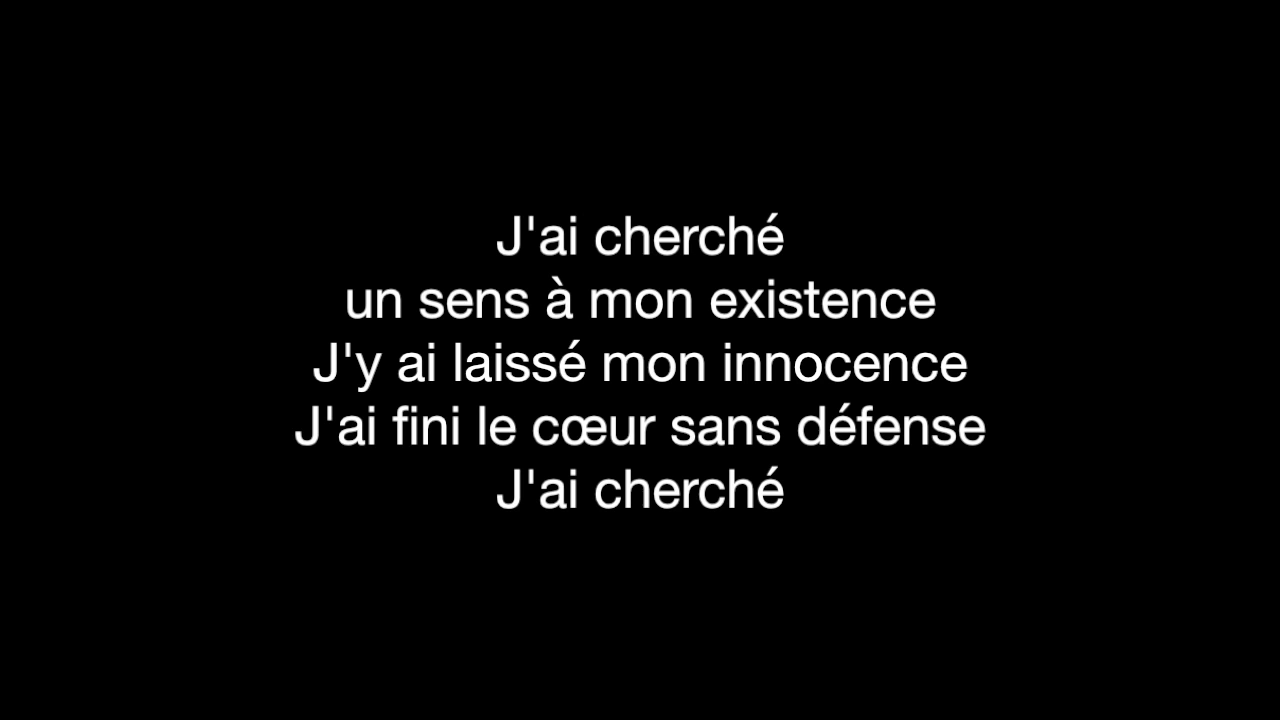 J'ai cherché
un sens à mon existence
J'y ai laissé mon innocence
J'ai fini le cœur sans défense
J'ai cherché